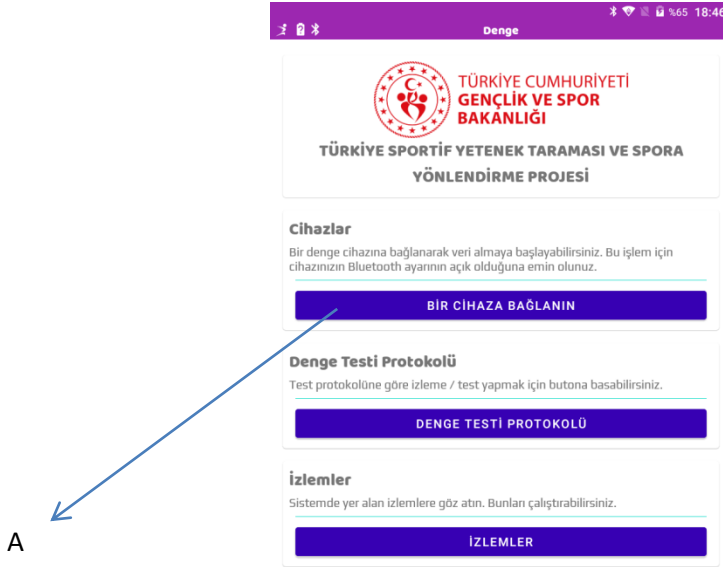 %65 18:46
Denge
TÜRKİYE CUMHURİYETİ
GENÇLİK VE SPOR
BAKANLIĞI
TÜRKİYE SPORTİF YETENEK TARAMASI VE SPORA
YÖNLENDİRME PROJESİ
Cihazlar
Bir denge cihazına bağlanarak veri almaya başlayabilirsiniz. Bu işlem için
cihazınızın Bluetooth ayarının açık olduğuna emin olunuz.
BİR CİHAZA BAĞLANIN
Denge Testi Protokolü
Test protokolüne göre izleme / test yapmak için butona basabilirsiniz.
DENGE TESTİ PROTOKOLÜ
İzlemler
Sistemde yer alan izlemlere göz atın. Bunları çalıştırabilirsiniz.
A
İZLEMLER